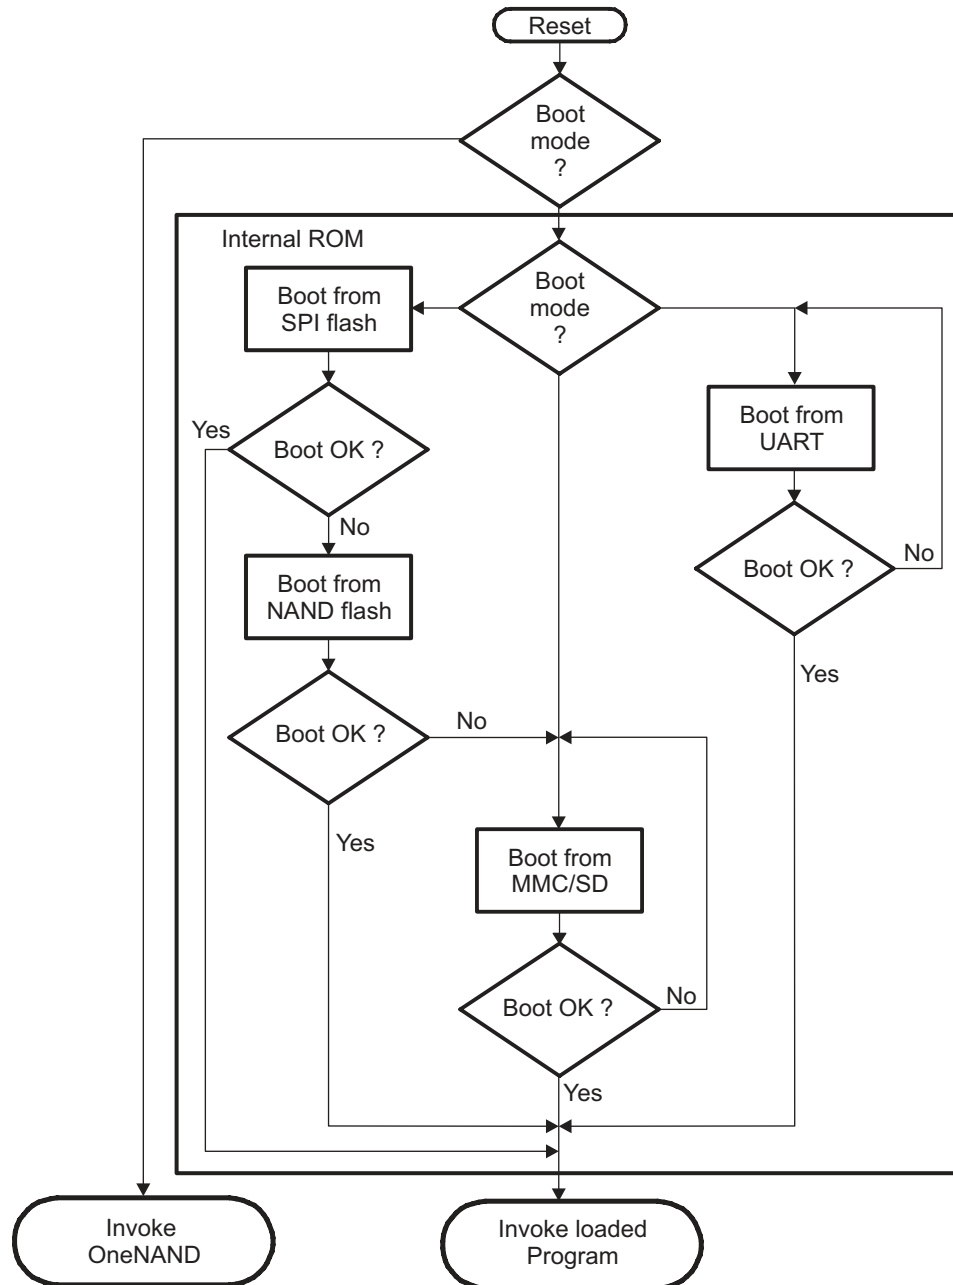 Reset
Boot
mode
?
Internal ROM
Boot
mode
?
Boot from
SPI flash
Boot from
UART
Yes
Boot OK ?
No
Boot OK ?
No
Boot from
NAND flash
Yes
Boot OK ?
No
Yes
Boot from
MMC/SD
Boot OK ?
No
Yes
Invoke
OneNAND
Invoke loaded
Program